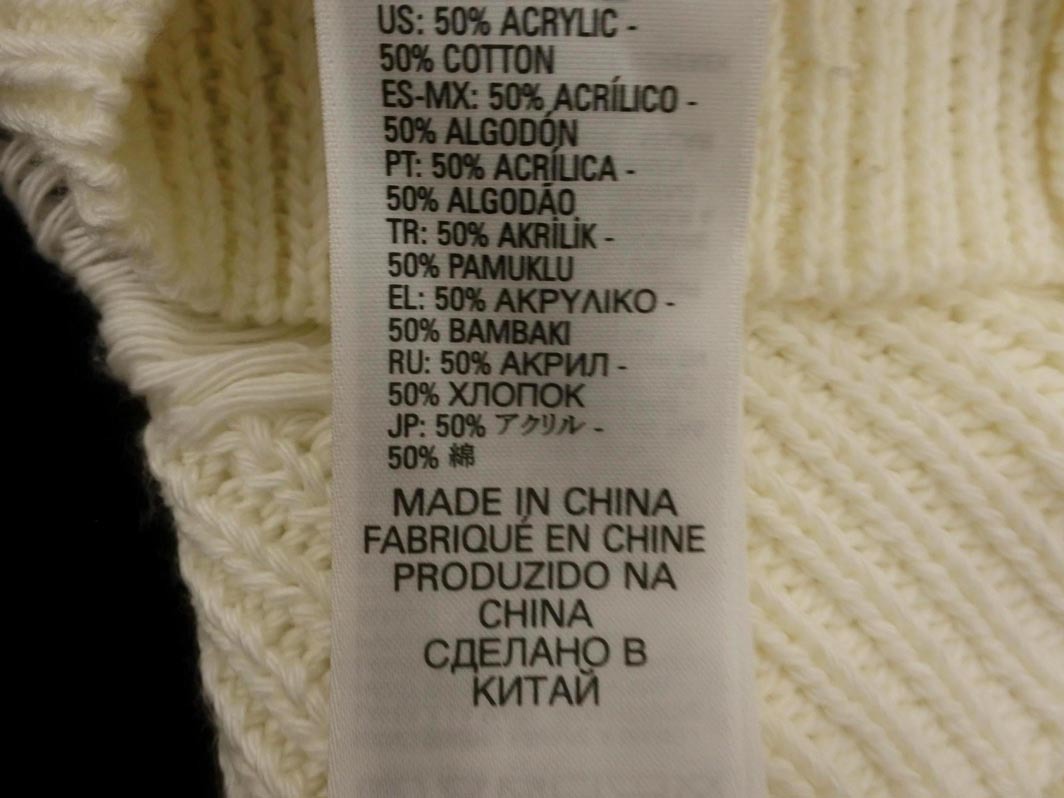 US: 50% ACRYLIC -
50% COTTON
ES-MX: 50% ACRÍLICO -
50% ALGODÓN
PT: 50% ACRÍLICA -
50% ALGODÃO
TR: 50% AKRİLİK -
50% PAMUKLU
EL: 50% ΑΚΡΥΛΙΚΟ -
50% ΒΑΜΒΑΚΙ
RU: 50% АКРИЛ -
50% ХЛОПОК
JP: 50% アクリル -
50% 綿
MADE IN CHINA
FABRIQUÉ EN CHINE
PRODUZIDO NA
CHINA
СДЕЛАНО В
КИТАЙ